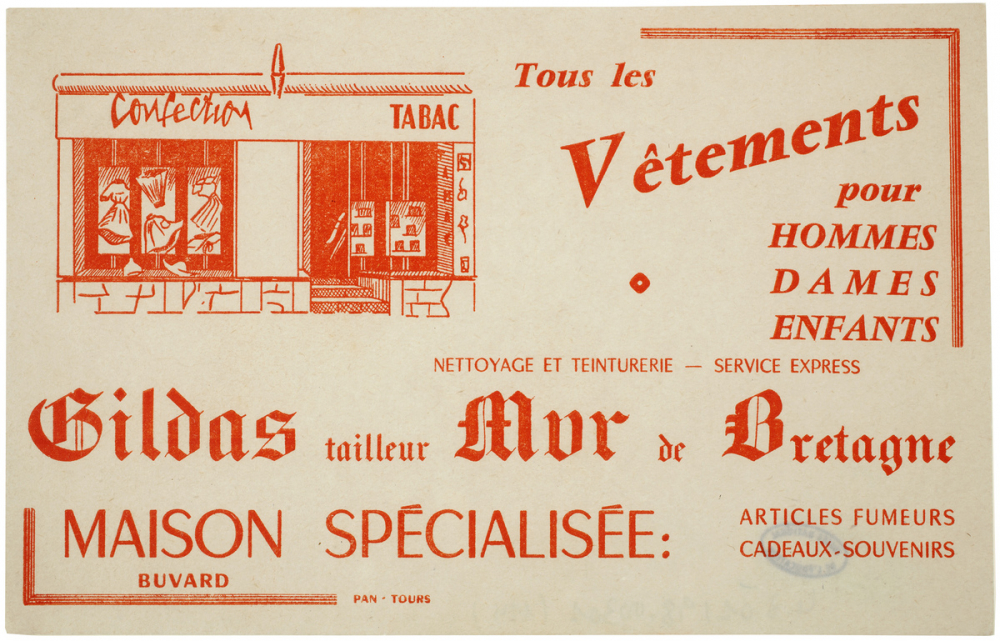 Confection
TABAC
Tous les
Vêtements
pour
HOMMES
DAMES
ENFANTS
NETTOYAGE ET TEINTURERIE — SERVICE EXPRESS
Gildas tailleur Mur de Bretagne
MAISON SPÉCIALISÉE:
ARTICLES FUMEURS
CADEAUX-SOUVENIRS
BUVARD
PAN - TOURS